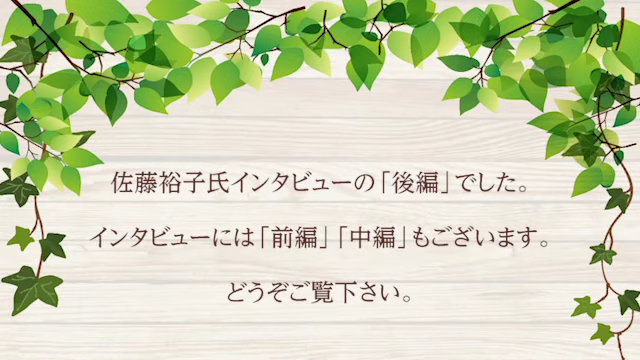 佐藤裕子氏インタビューの「後編」でした。
インタビューには「前編」「中編」もございます。
どうぞご覧下さい。